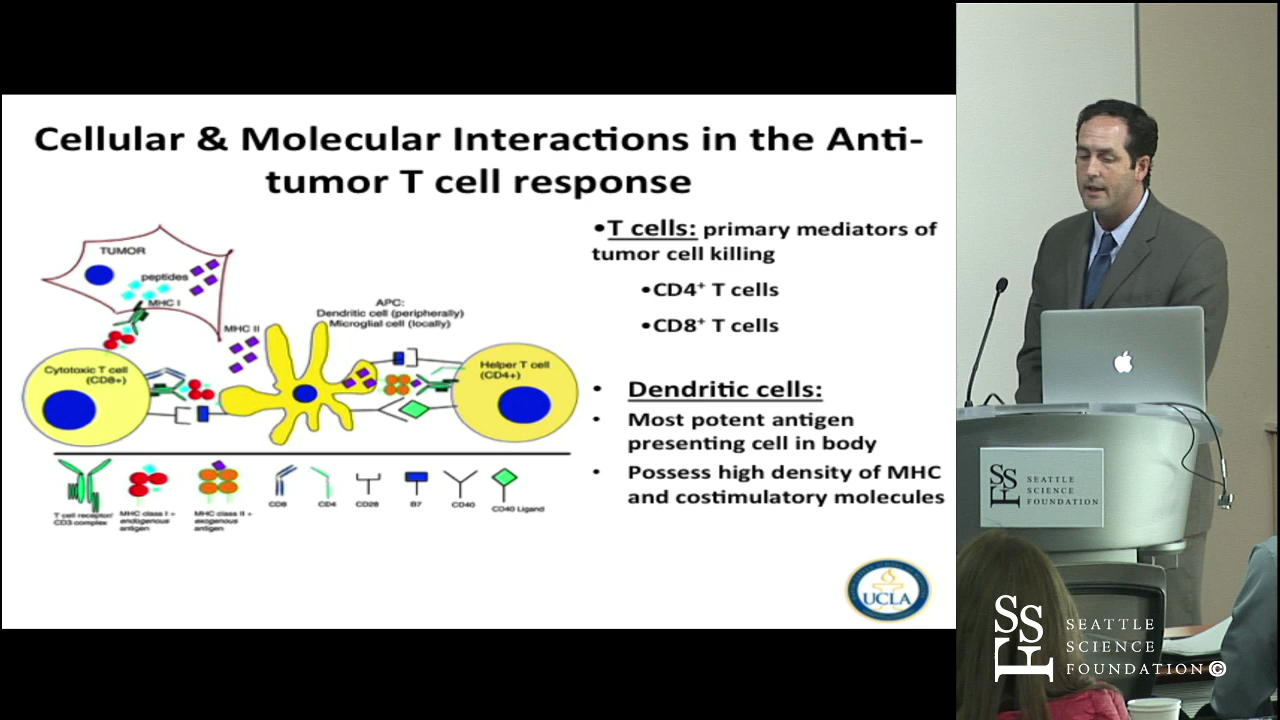 Cellular & Molecular Interactions in the Anti-
tumor T cell response
TUMOR
peptides
MHC I
MHC II
APC:
Dendritic cell (peripherally)
Microglial cell (locally)
Cytotoxic T cell
(CD8+)
Helper T cell
(CD4+)
T cell receptor/
CD3 complex
MHC class I +
endogenous
antigen
MHC class II +
exogenous
antigen
CD8
CD4
CD28
B7
CD40
CD40 Ligand
•T cells: primary mediators of
tumor cell killing
•CD4+ T cells
•CD8+ T cells
• Dendritic cells:
• Most potent antigen
presenting cell in body
• Possess high density of MHC
and costimulatory molecules
UCLA
SSF
SEATTLE
SCIENCE
FOUNDATION
SSF
SEATTLE
SCIENCE
FOUNDATION©